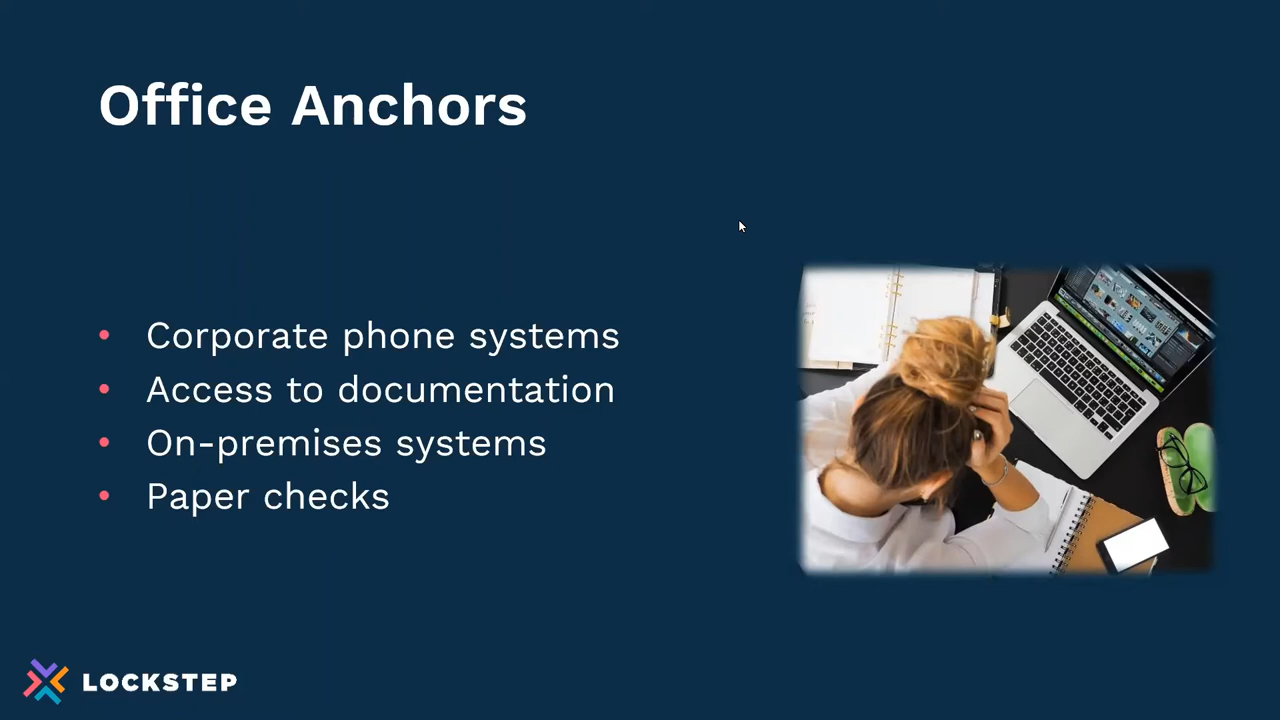 Office Anchors
• Corporate phone systems
• Access to documentation
• On-premises systems
• Paper checks
LOCKSTEP